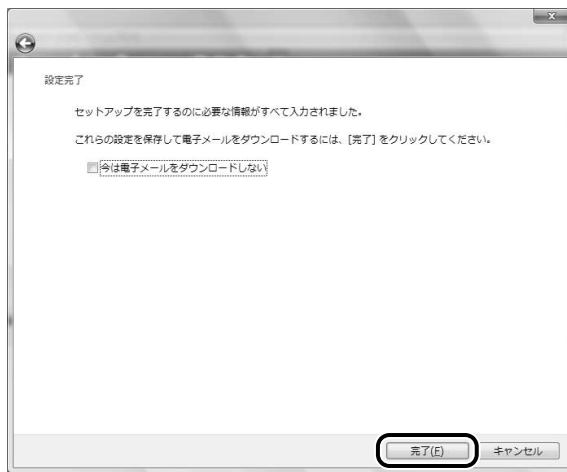 設定完了
セットアップを完了するのに必要な情報がすべて入力されました。
これらの設定を保存して電子メールをダウンロードするには、[完了] をクリックしてください。
今は電子メールをダウンロードしない
完了(F) キャンセル